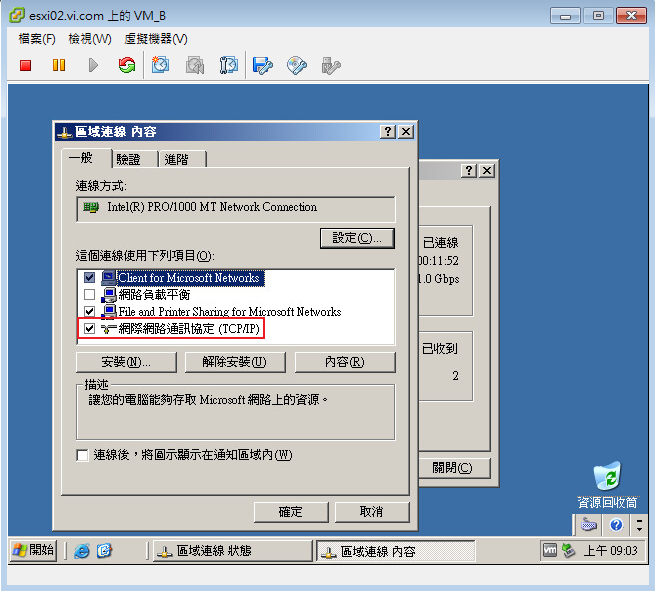 esxi02.vi.com 上的 VM_B
檔案(F) 檢視(W) 虛擬機器(V)
區域連線 內容
一般 驗證 進階
連線方式:
Intel(R) PRO/1000 MT Network Connection
設定(C)...
這個連線使用下列項目(O):
Client for Microsoft Networks
網路負載平衡
File and Printer Sharing for Microsoft Networks
網際網路通訊協定 (TCP/IP)
安裝(N)... 解除安裝(U) 內容(R)
描述
讓您的電腦能夠存取 Microsoft 網路上的資源。
連線後，將圖示顯示在通知區域內(W)
確定 取消
已連線
00:11:52
1.0 Gbps
已收到
2
關閉(C)
資源回收筒
開始 區域連線 狀態 區域連線 內容 vm 上午 09:03